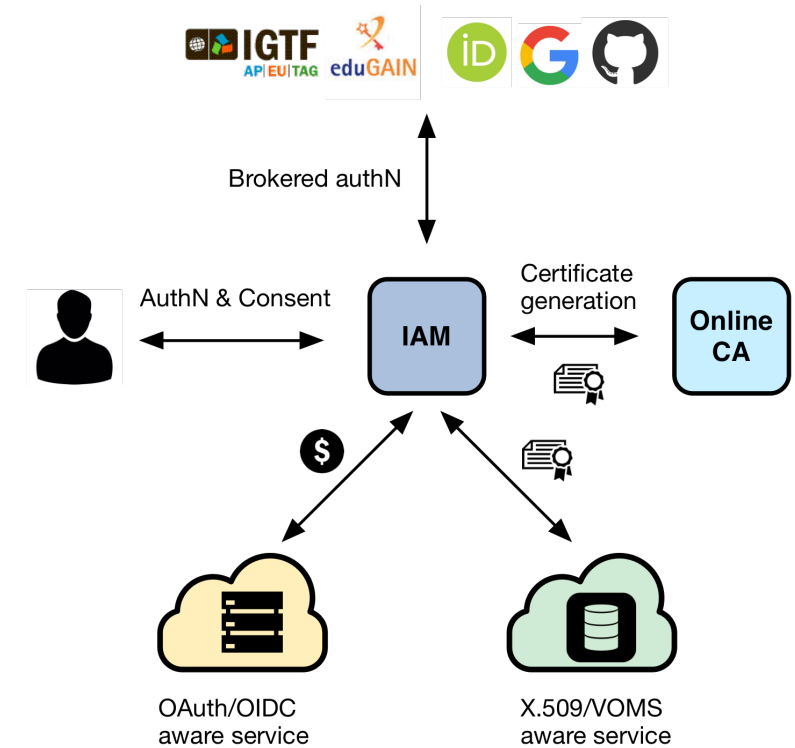 IGTF
AP|EU|TAG
eduGAIN
iD
G
Brokered authN
AuthN & Consent
IAM
Certificate
generation
Online
CA
$
OAuth/OIDC
aware service
X.509/VOMS
aware service